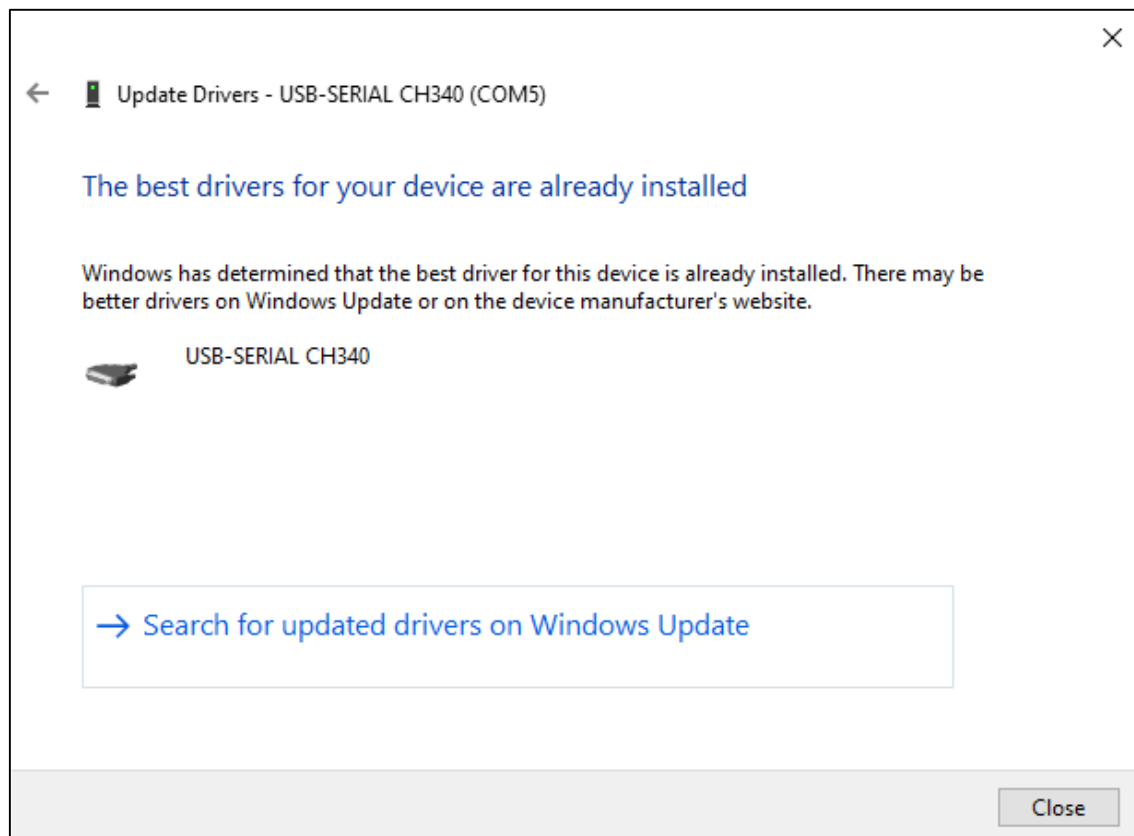 Update Drivers - USB-SERIAL CH340 (COM5)
The best drivers for your device are already installed
Windows has determined that the best driver for this device is already installed. There may be
better drivers on Windows Update or on the device manufacturer's website.
USB-SERIAL CH340
Search for updated drivers on Windows Update
Close